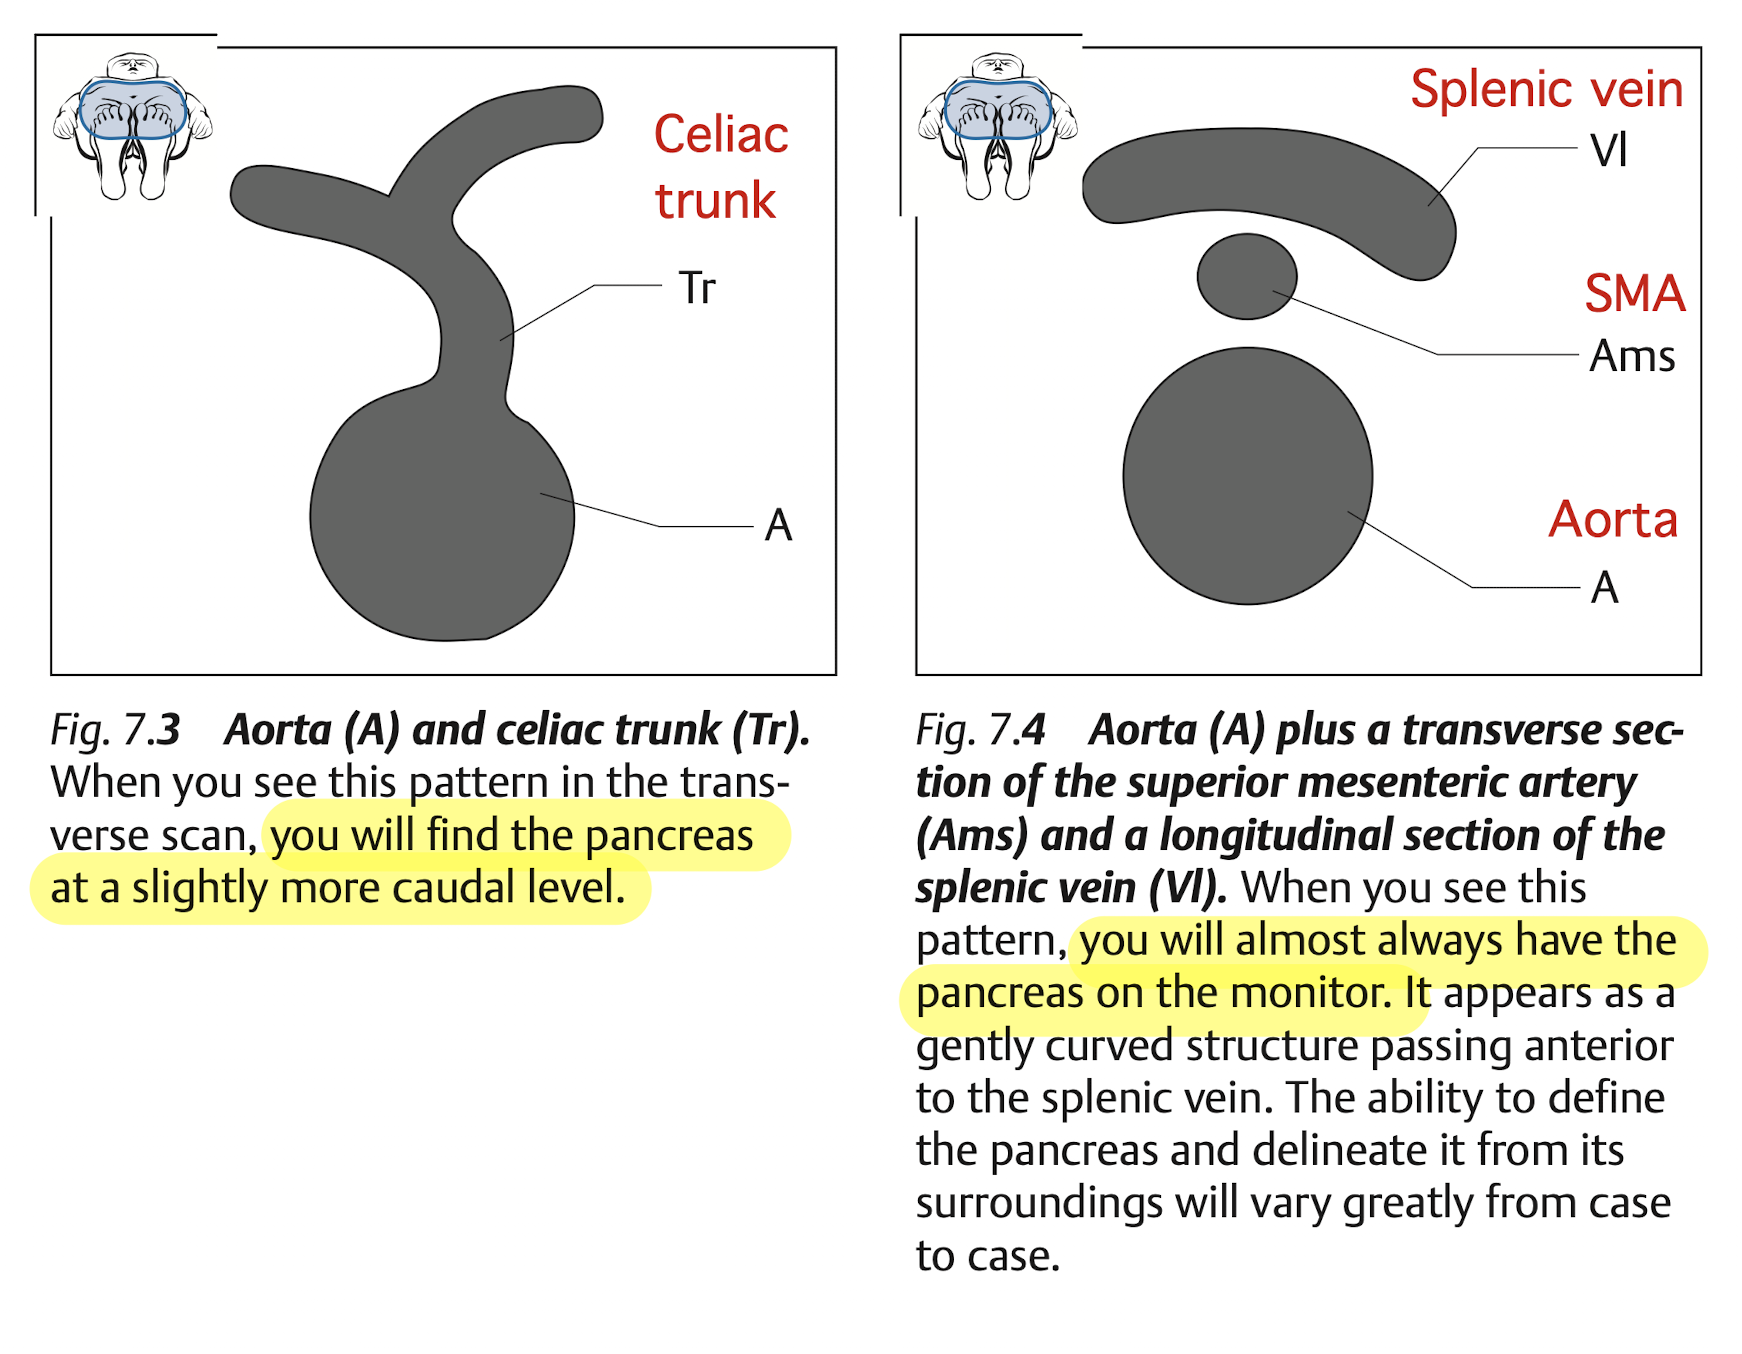 Celiac
trunk
Tr
A
Fig. 7.3 Aorta (A) and celiac trunk (Tr).
When you see this pattern in the trans-
verse scan, you will find the pancreas
at a slightly more caudal level.
Splenic vein
Vl
SMA
Ams
Aorta
A
Fig. 7.4 Aorta (A) plus a transverse sec-
tion of the superior mesenteric artery
(Ams) and a longitudinal section of the
splenic vein (Vl). When you see this
pattern, you will almost always have the
pancreas on the monitor. It appears as a
gently curved structure passing anterior
to the splenic vein. The ability to define
the pancreas and delineate it from its
surroundings will vary greatly from case
to case.